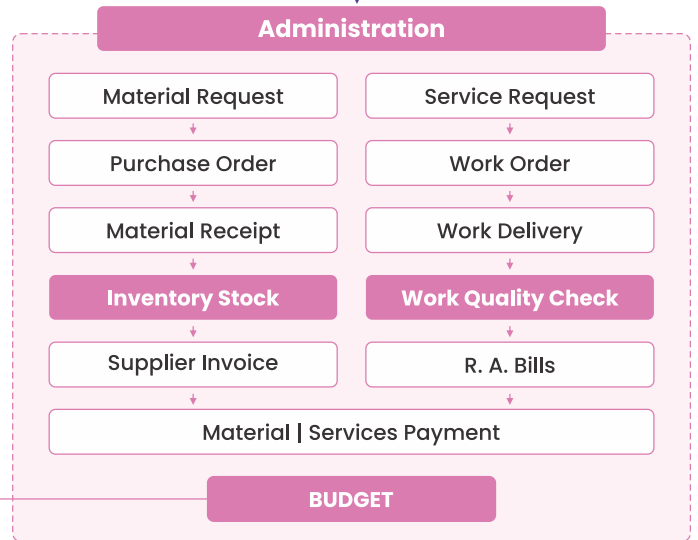 Administration
Material Request
Service Request
Purchase Order
Work Order
Material Receipt
Work Delivery
Inventory Stock
Work Quality Check
Supplier Invoice
R. A. Bills
Material | Services Payment
BUDGET